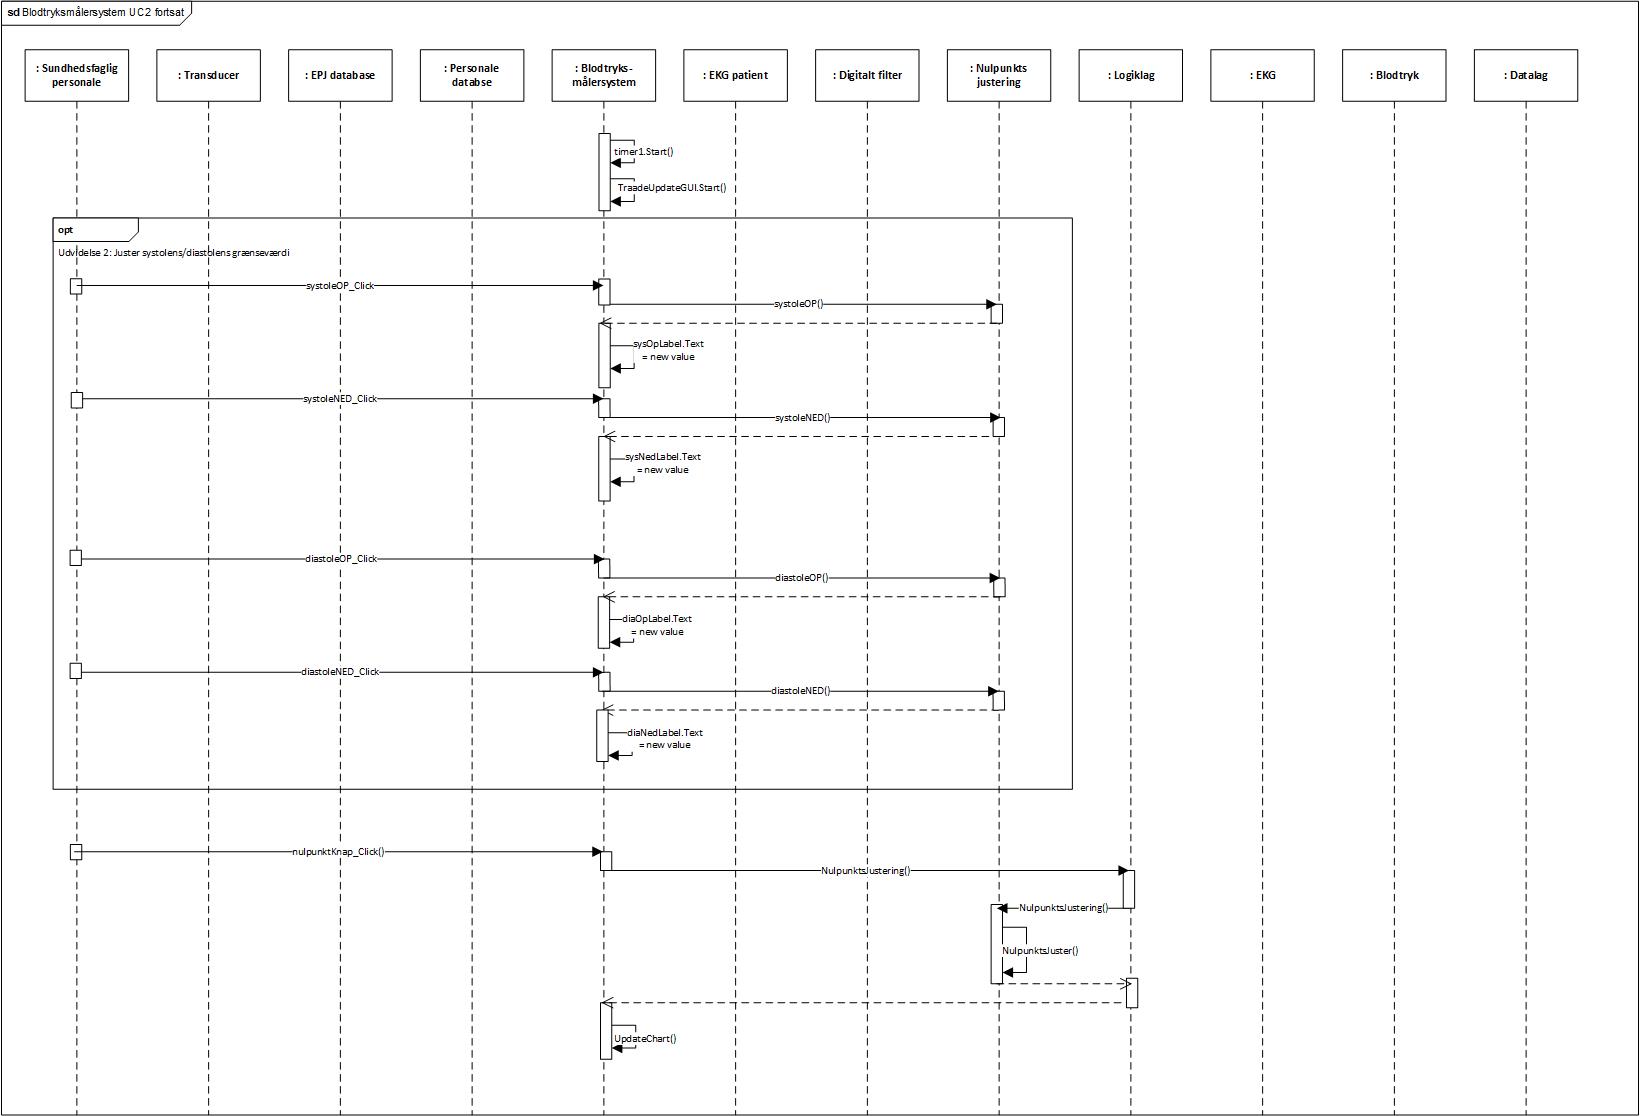 sd Blodtryksmålersystem UC2 fortsat
: Sundhedsfaglig
personale
: Transducer
: EPJ database
: Personale
databse
: Blodtryks-
målersystem
: EKG patient
: Digitalt filter
: Nulpunkts
justering
: Logiklag
: EKG
: Blodtryk
: Datalag
timer1.Start()
TraadeUpdateGUI.Start()
opt
Udvidelse 2: Juster systolens/diastolens grænseværdi
systoleOP_Click
systoleOP()
sysOpLabel.Text
= new value
systoleNED_Click
systoleNED()
sysNedLabel.Text
= new value
diastoleOP_Click
diastoleOP()
diaOpLabel.Text
= new value
diastoleNED_Click
diastoleNED()
diaNedLabel.Text
= new value
nulpunktKnap_Click()
NulpunktsJustering()
NulpunktsJustering()
NulpunktsJuster()
UpdateChart()